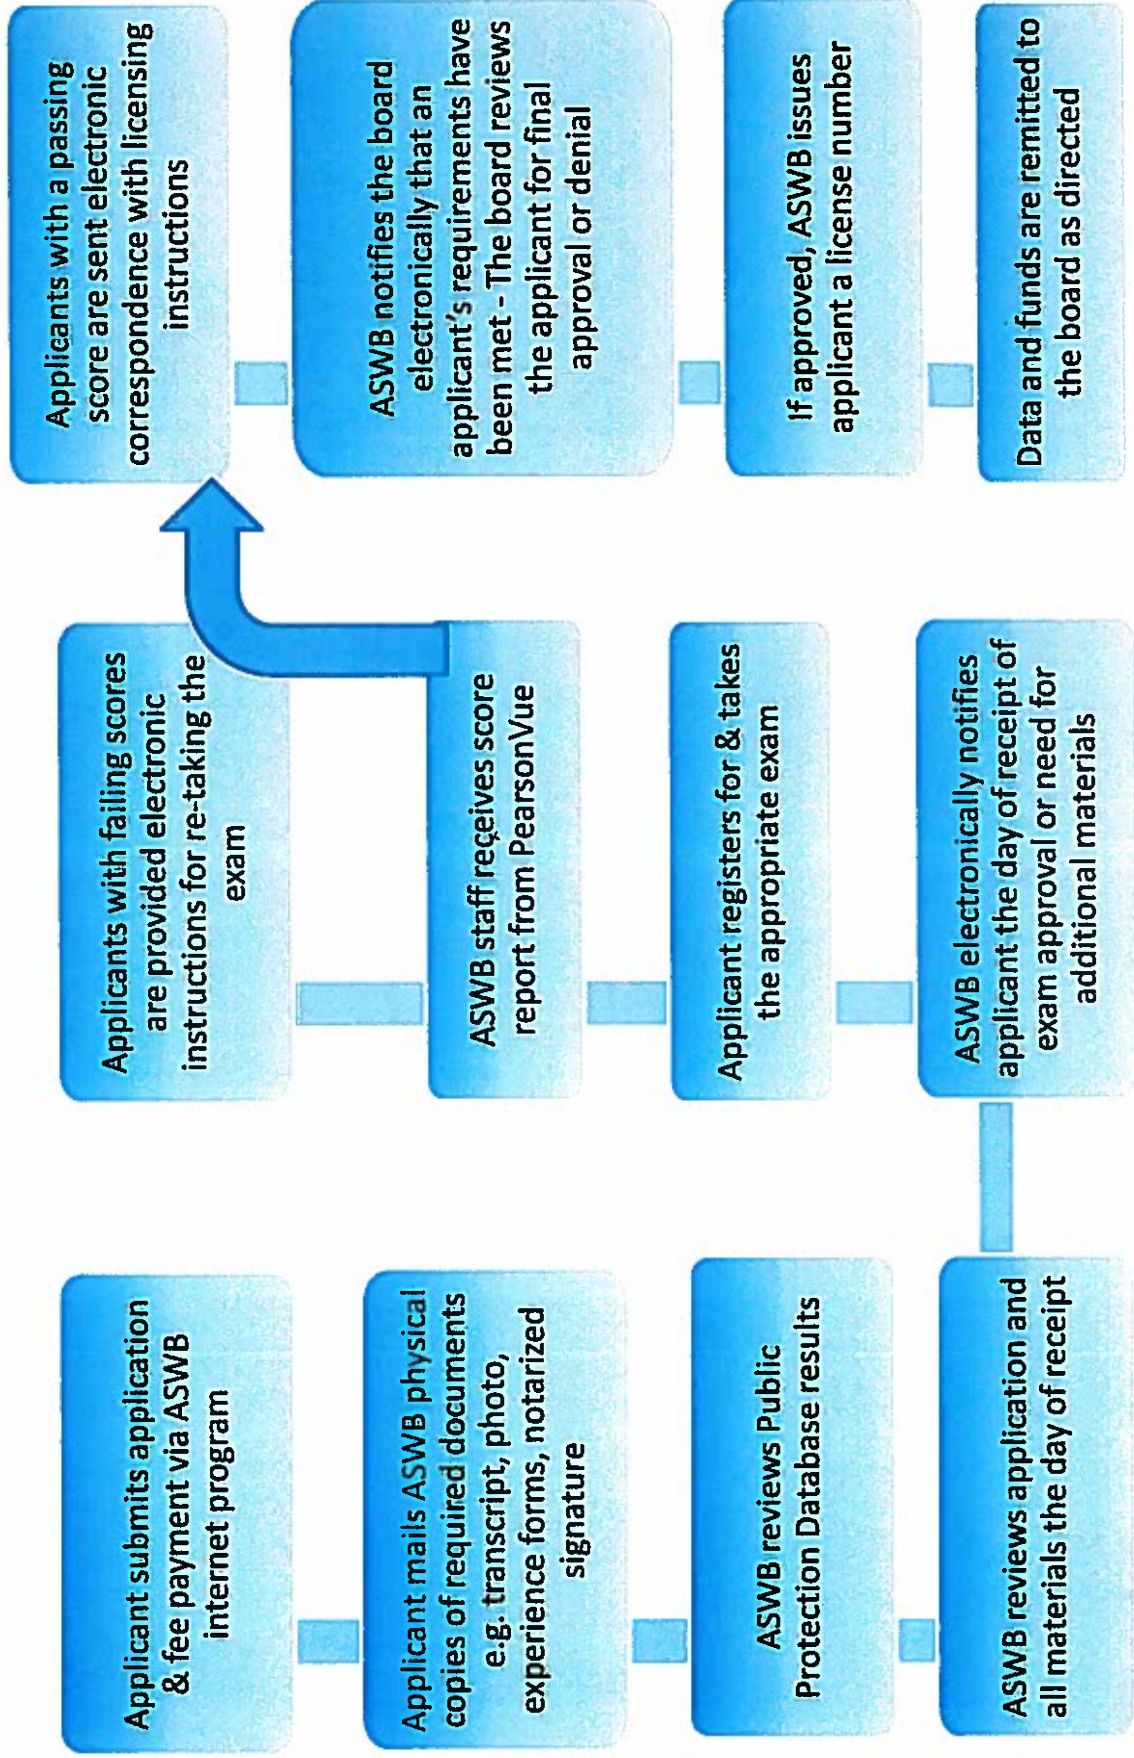 Applicant submits application
& fee payment via ASWB
internet program
Applicant mails ASWB physical
copies of required documents
e.g. transcript, photo,
experience forms, notarized
signature
ASWB reviews Public
Protection Database results
ASWB reviews application and
all materials the day of receipt
ASWB electronically notifies
applicant the day of receipt of
exam approval or need for
additional materials
Applicant registers for & takes
the appropriate exam
ASWB staff receives score
report from PearsonVue
Applicants with failing scores
are provided electronic
instructions for re-taking the
exam
Applicants with a passing
score are sent electronic
correspondence with licensing
instructions
ASWB notifies the board
electronically that an
applicant's requirements have
been met - The board reviews
the applicant for final
approval or denial
If approved, ASWB issues
applicant a license number
Data and funds are remitted to
the board as directed